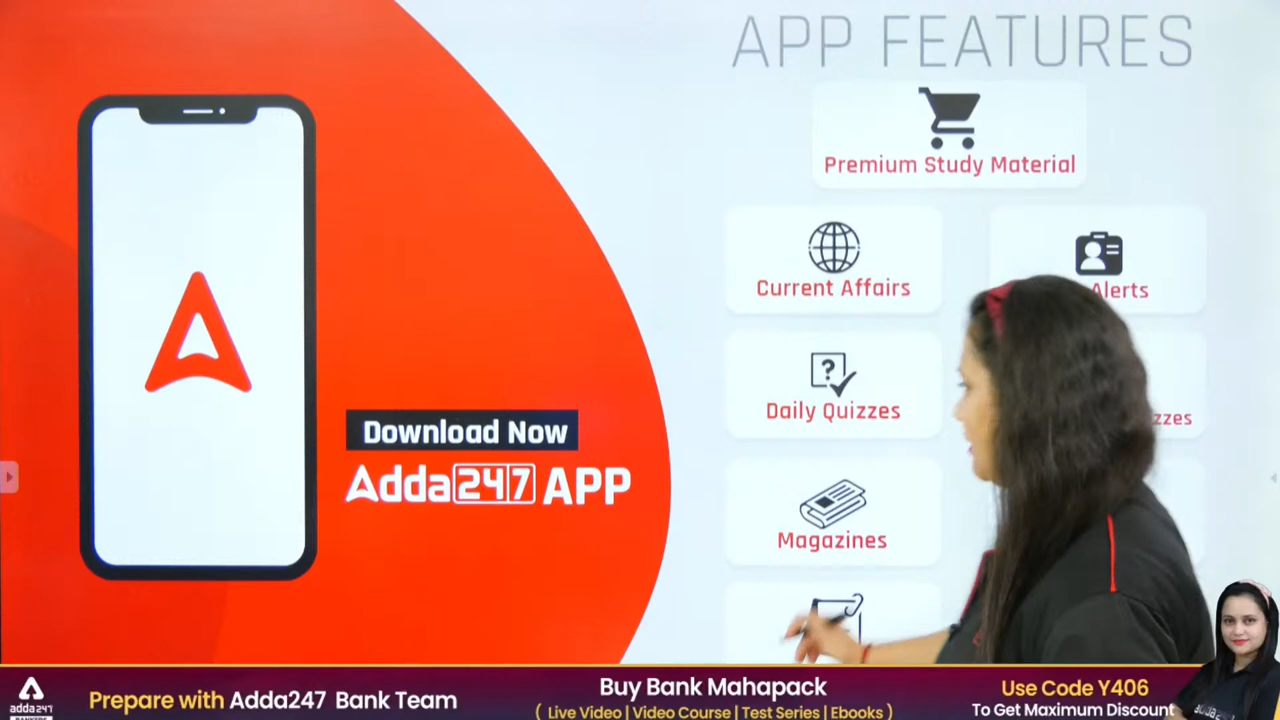 APP FEATURES
Premium Study Material
Current Affairs
Alerts
Daily Quizzes
zzes
Magazines
Download Now
Adda247 APP
adda247
Prepare with Adda247 Bank Team
Buy Bank Mahapack
( Live Video | Video Course | Test Series | Ebooks )
Use Code Y406
To Get Maximum Discount